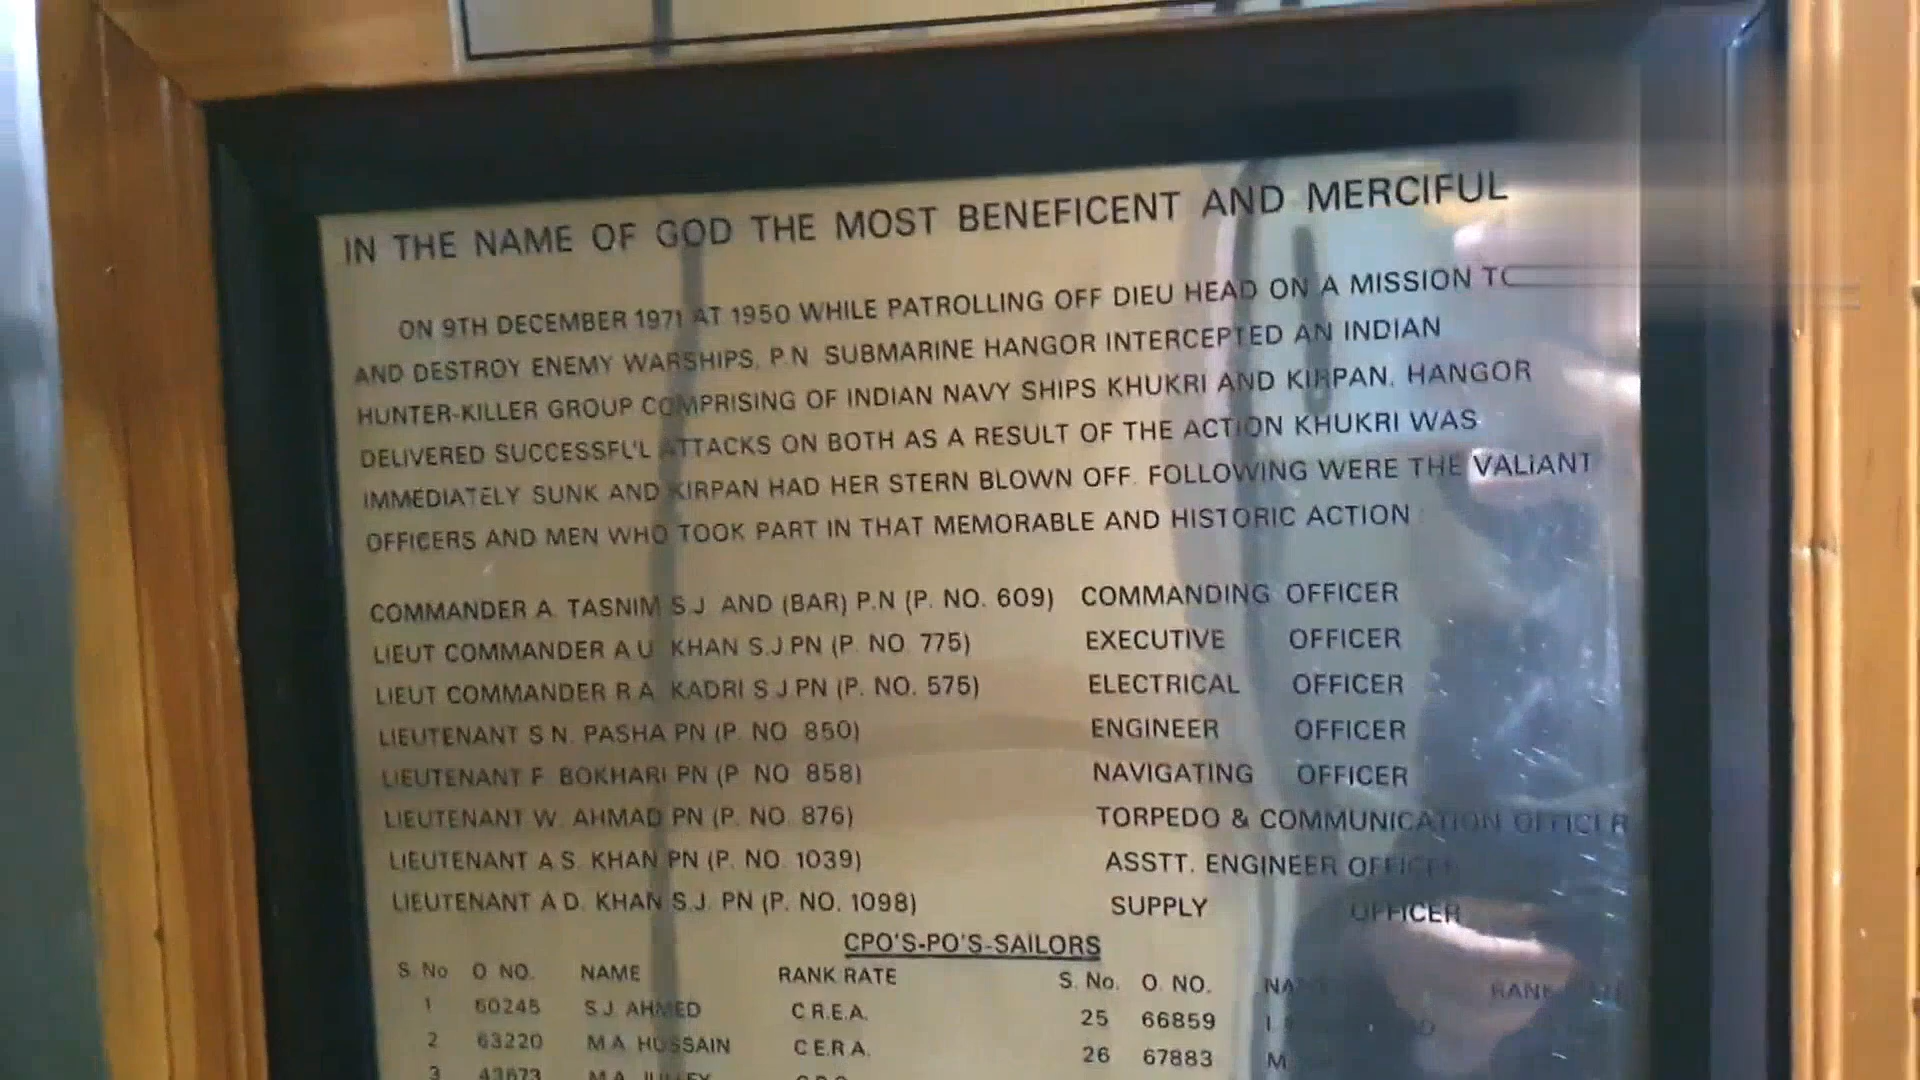 IN THE NAME OF GOD THE MOST BENEFICENT AND MERCIFUL
ON 9TH DECEMBER 1971 AT 1950 WHILE PATROLLING OFF DIEU HEAD ON A MISSION TO
AND DESTROY ENEMY WARSHIPS, P.N SUBMARINE HANGOR INTERCEPTED AN INDIAN
HUNTER-KILLER GROUP COMPRISING OF INDIAN NAVY SHIPS KHUKRI AND KIRPAN. HANGOR
DELIVERED SUCCESSFUL ATTACKS ON BOTH AS A RESULT OF THE ACTION KHUKRI WAS
IMMEDIATELY SUNK AND KIRPAN HAD HER STERN BLOWN OFF. FOLLOWING WERE THE VALIANT
OFFICERS AND MEN WHO TOOK PART IN THAT MEMORABLE AND HISTORIC ACTION
COMMANDER A. TASNIM S.J. AND (BAR) P.N (P. NO. 609) COMMANDING OFFICER
LIEUT COMMANDER A.U. KHAN S.J.PN (P. NO. 775) EXECUTIVE OFFICER
LIEUT COMMANDER R.A. KADRI S.J.PN (P. NO. 575) ELECTRICAL OFFICER
LIEUTENANT S.N. PASHA PN (P. NO. 850) ENGINEER OFFICER
LIEUTENANT F. BOKHARI PN (P. NO. 858) NAVIGATING OFFICER
LIEUTENANT W. AHMAD PN (P. NO. 876) TORPEDO & COMMUNICATION OFFICER
LIEUTENANT A.S. KHAN PN (P. NO. 1039) ASSTT. ENGINEER OFFICER
LIEUTENANT A.D. KHAN S.J. PN (P. NO. 1098) SUPPLY OFFICER
CPO'S-PO'S-SAILORS
S. No O. NO. NAME RANK RATE S. No. O. NO.
1 60245 S.J. AHMED C.R.E.A. 25 66859
2 63220 M.A. HUSSAIN C.E.R.A. 26 67883
3